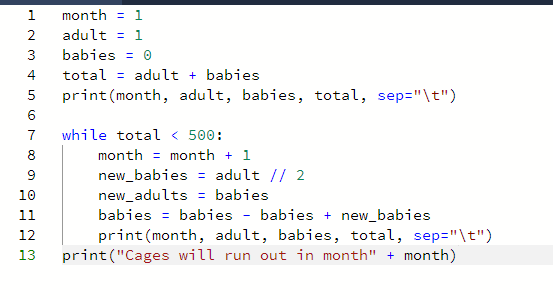 1 month = 1
2 adult = 1
3 babies = 0
4 total = adult + babies
5 print(month, adult, babies, total, sep="\t")
6
7 while total < 500:
8     month = month + 1
9     new_babies = adult // 2
10     new_adults = babies
11     babies = babies - babies + new_babies
12     print(month, adult, babies, total, sep="\t")
13 print("Cages will run out in month" + month)